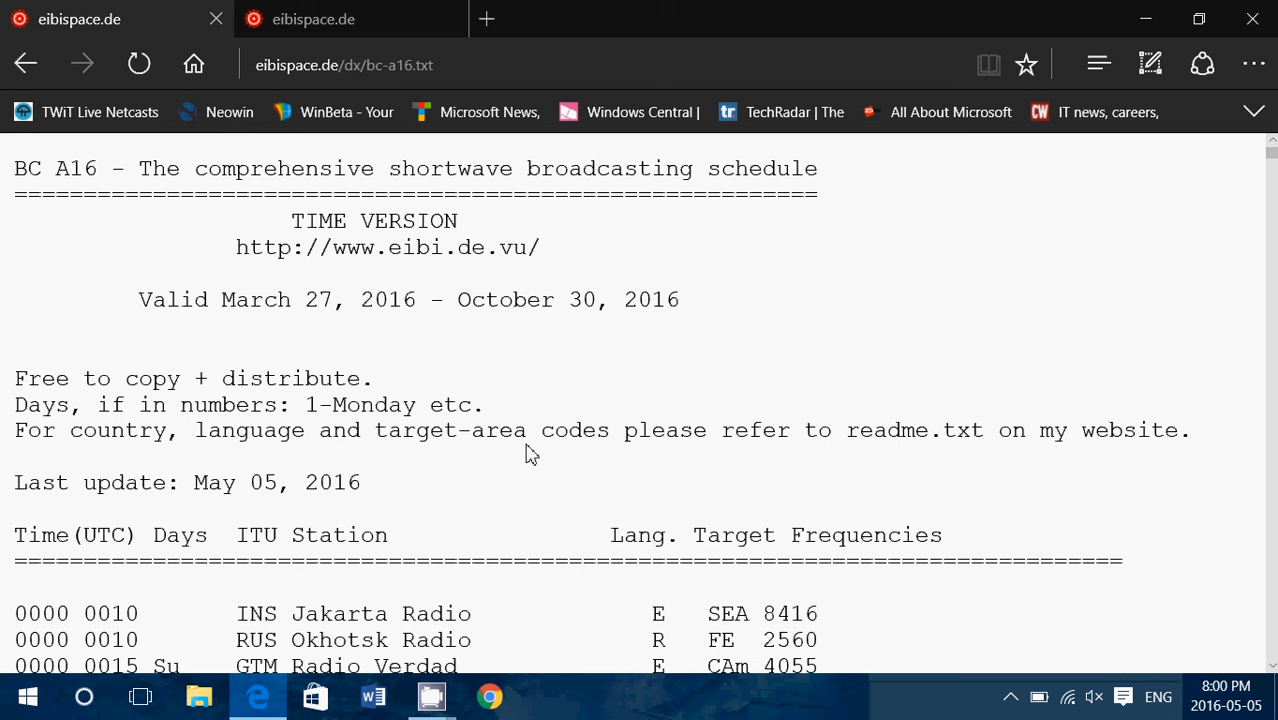 eibispace.de
eibispace.de
eibispace.de/dx/bc-a16.txt
TWiT Live Netcasts
Neowin
WinBeta - Your
Microsoft News,
Windows Central |
tr
TechRadar | The
All About Microsoft
CW
IT news, careers,
BC A16 - The comprehensive shortwave broadcasting schedule
==========================================================
TIME VERSION
http://www.eibi.de.vu/
Valid March 27, 2016 - October 30, 2016
Free to copy + distribute.
Days, if in numbers: 1-Monday etc.
For country, language and target-area codes please refer to readme.txt on my website.
Last update: May 05, 2016
Time(UTC) Days ITU Station Lang. Target Frequencies
================================================================================
0000 0010 INS Jakarta Radio E SEA 8416
0000 0010 RUS Okhotsk Radio R FE 2560
0000 0015 Su GTM Radio Verdad E CAm 4055
ENG
8:00 PM
2016-05-05